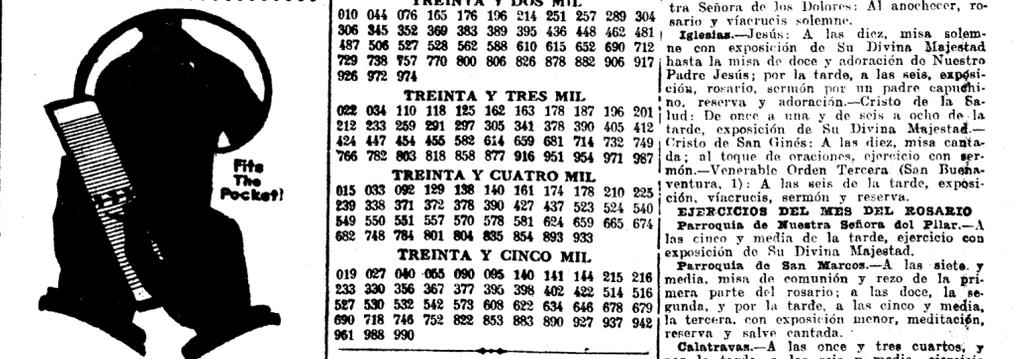 Fits
The
Pocket!
TREINTA Y DOS MIL
010 044 076 165 176 196 214 251 257 289 304
306 345 352 369 383 389 395 436 448 462 481
487 506 527 528 562 588 610 615 652 690 712
729 738 757 770 800 806 826 878 882 906 917
926 972 974
TREINTA Y TRES MIL
022 034 110 118 125 162 163 178 187 196 201
212 233 259 291 297 305 341 378 390 405 412
424 447 454 455 582 614 659 681 714 732 749
766 782 803 818 858 877 916 951 954 971 987
TREINTA Y CUATRO MIL
015 033 092 129 138 140 161 174 178 210 225
239 338 371 372 378 390 427 437 523 524 540
549 550 551 557 570 578 581 624 659 665 674
682 748 784 801 804 835 854 893 933
TREINTA Y CINCO MIL
019 027 040 055 090 095 140 141 144 215 216
233 330 356 367 377 395 398 402 422 514 516
527 530 532 542 573 608 622 634 646 678 679
690 718 746 752 822 853 883 890 927 937 942
961 988 990
tra Señora de los Dolores: Al anochecer, ro-
sario y víacrucis solemne.
Iglesias.—Jesús: A las diez, misa solem-
ne con exposición de Su Divina Majestad
hasta la misa de doce y adoración de Nuestro
Padre Jesús; por la tarde, a las seis, exposi-
ción, rosario, sermón por un padre capuchi-
no, reserva y adoración.—Cristo de la Sa-
lud: De once a una y de seis a ocho de la
tarde, exposición de Su Divina Majestad.—
Cristo de San Ginés: A las diez, misa canta-
da; al toque de oraciones, ejercicio con ser-
món.—Venerable Orden Tercera (San Buena-
ventura, 1): A las seis de la tarde, exposi-
ción, víacrucis, sermón y reserva.
EJERCICIOS DEL MES DEL ROSARIO
Parroquia de Nuestra Señora del Pilar.—A
las cinco y media de la tarde, ejercicio con
exposición de Su Divina Majestad.
Parroquia de San Marcos.—A las siete y
media, misa de comunión y rezo de la pri-
mera parte del rosario; a las doce, la se-
gunda, y por la tarde, a las cinco y media,
la tercera, con exposición menor, meditación,
reserva y salve cantada.
Calatravas.—A las once y tres cuartos, y